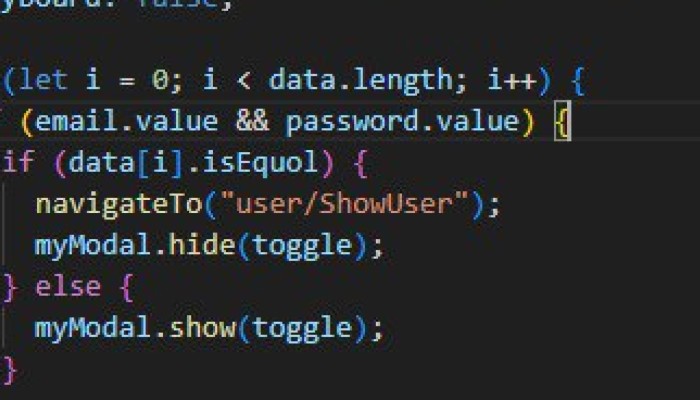 yboard: false;
(let i = 0; i < data.length; i++) {
(email.value && password.value) {
if (data[i].isEquol) {
navigateTo("user/ShowUser");
myModal.hide(toggle);
} else {
myModal.show(toggle);
}